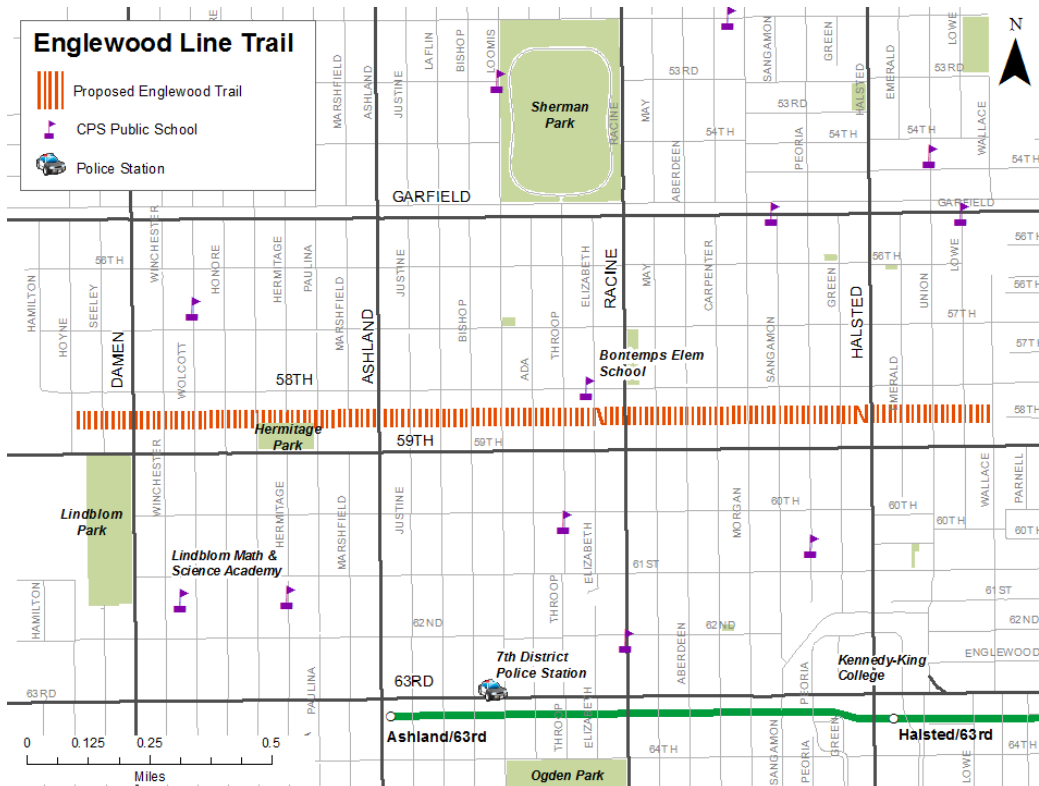 Englewood Line Trail
Proposed Englewood Trail
CPS Public School
Police Station
N
MARSHFIELD
ASHLAND
JUSTINE
LAFLIN
BISHOP
LOOMIS
Sherman
Park
RACINE
MAY
ABERDEEN
SANGAMON
PEORIA
GREEN
HALSTED
EMERALD
LOWE
WALLACE
53RD
53RD
53RD
54TH
54TH
54TH
54TH
GARFIELD
GARFIELD
HAMILTON
HOYNE
SEELEY
56TH
DAMEN
WINCHESTER
WOLCOTT
HONORE
HERMITAGE
PAULINA
MARSHFIELD
ASHLAND
JUSTINE
BISHOP
ADA
THROOP
ELIZABETH
RACINE
MAY
CARPENTER
SANGAMON
GREEN
HALSTED
56TH
EMERALD
UNION
LOWE
56TH
56TH
57TH
57TH
58TH
58TH
Bontemps Elem
School
Hermitage
Park
59TH
59TH
Lindblom
Park
WINCHESTER
HERMITAGE
MARSHFIELD
JUSTINE
Lindblom Math &
Science Academy
HAMILTON
THROOP
ELIZABETH
MORGAN
60TH
60TH
60TH
60TH
WALLACE
PARNELL
61ST
61ST
62ND
62ND
62ND
ABERDEEN
ENGLEWOOD
7th District
Police Station
Kennedy-King
College
63RD
63RD
PAULINA
THROOP
ELIZABETH
PEORIA
Ashland/63rd
Halsted/63rd
64TH
64TH
SANGAMON
PEORIA
GREEN
LOWE
Ogden Park
0 0.125 0.25 0.5
Miles